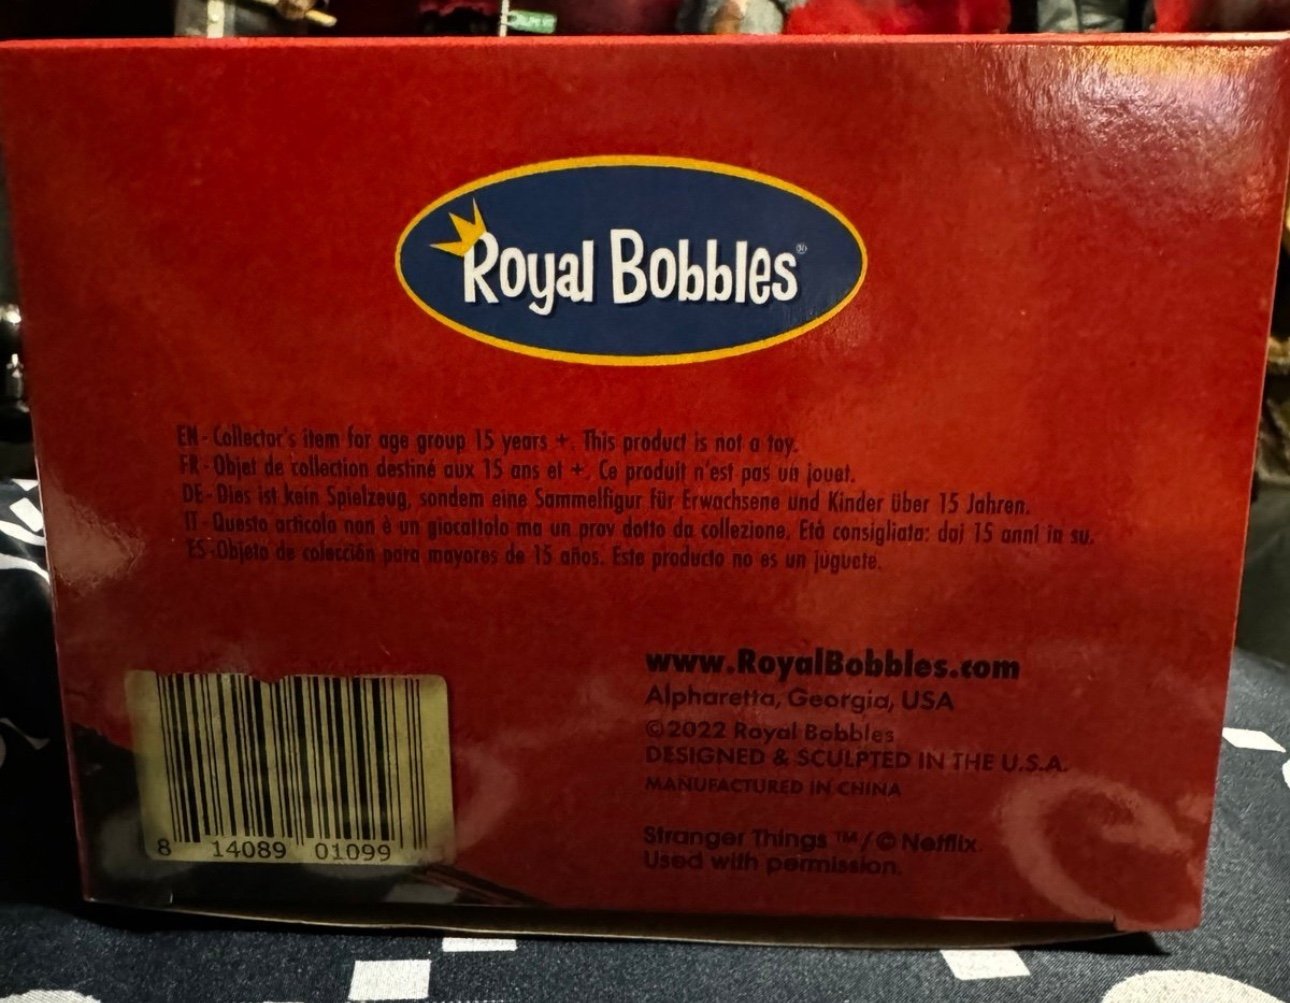 Royal Bobbles®
EN - Collector's item for age group 15 years +. This product is not a toy.
FR - Objet de collection destiné aux 15 ans et +. Ce produit n'est pas un jouet.
DE - Dies ist kein Spielzeug, sondem eine Sammelfigur für Erwachsene und Kinder über 15 Jahren.
IT - Questo articolo non è un giocattolo ma un prov dotto da collezione. Età consigliata: dai 15 anni in su.
ES - Objeto de colección para mayores de 15 años. Este producto no es un juguete.
www.RoyalBobbles.com
Alpharetta, Georgia, USA
©2022 Royal Bobbles
DESIGNED & SCULPTED IN THE U.S.A.
MANUFACTURED IN CHINA
Stranger Things ™/© Netflix.
Used with permission.
8 14089 01099